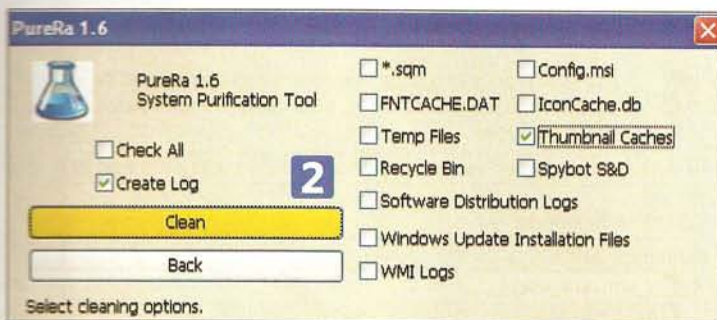 PureRa 1.6
PureRa 1.6
System Purification Tool
Check All
Create Log
2
Clean
Back
Select cleaning options.
*.sqm
Config.msi
FNTCACHE.DAT
IconCache.db
Temp Files
Thumbnail Caches
Recycle Bin
Spybot S&D
Software Distribution Logs
Windows Update Installation Files
WMI Logs